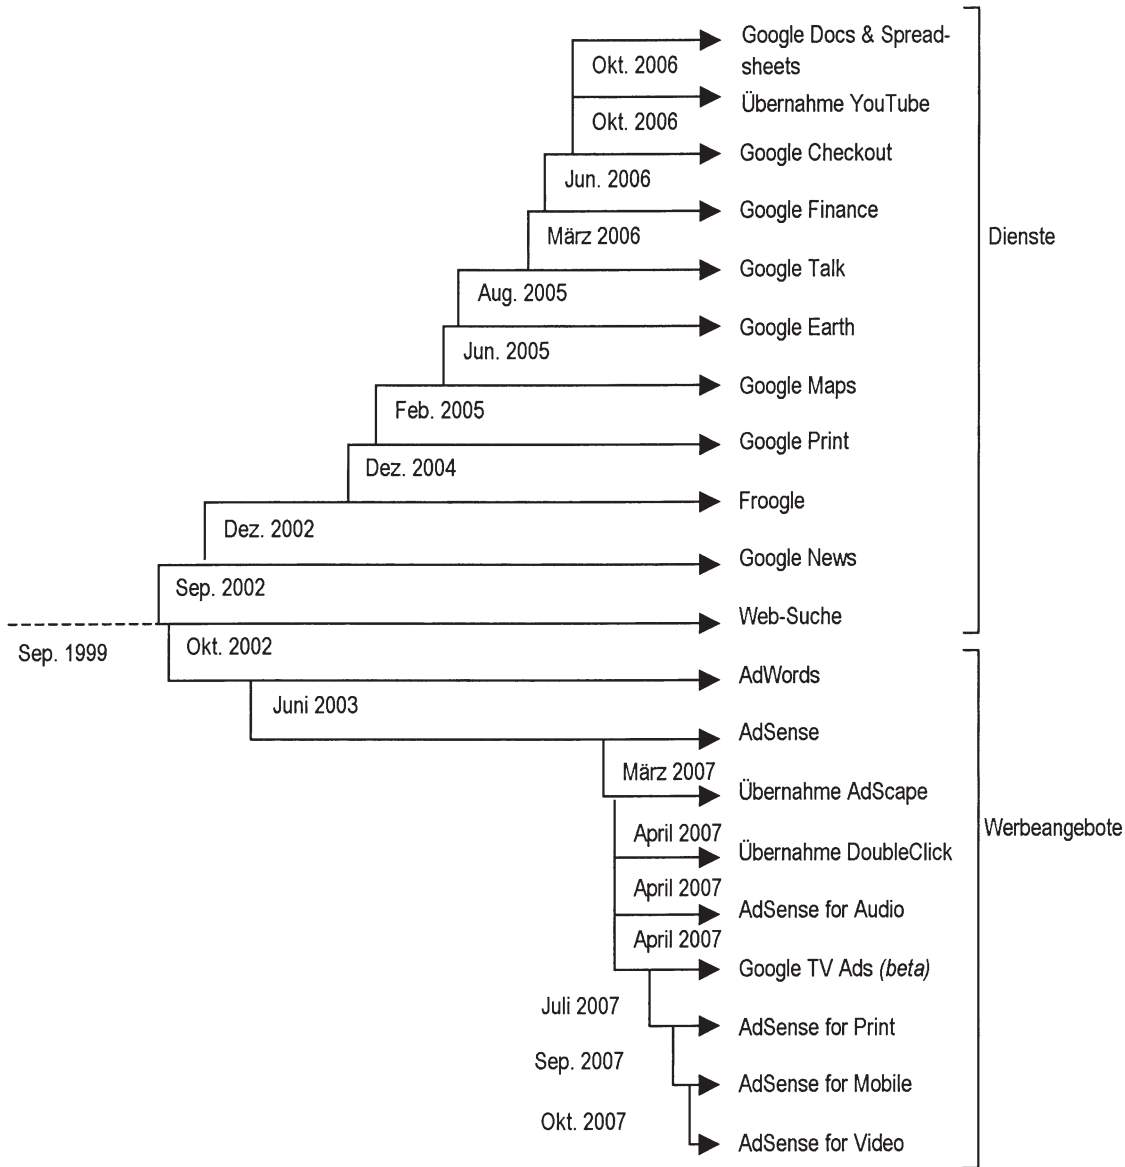 Google Docs & Spread-
sheets
Okt. 2006
Übernahme YouTube
Okt. 2006
Google Checkout
Jun. 2006
Google Finance
März 2006
Dienste
Google Talk
Aug. 2005
Google Earth
Jun. 2005
Google Maps
Feb. 2005
Google Print
Dez. 2004
Froogle
Dez. 2002
Google News
Sep. 2002
Web-Suche
Sep. 1999
Okt. 2002
AdWords
Juni 2003
AdSense
März 2007
Übernahme AdScape
Werbeangebote
April 2007
Übernahme DoubleClick
April 2007
AdSense for Audio
April 2007
Google TV Ads (beta)
Juli 2007
AdSense for Print
Sep. 2007
AdSense for Mobile
Okt. 2007
AdSense for Video